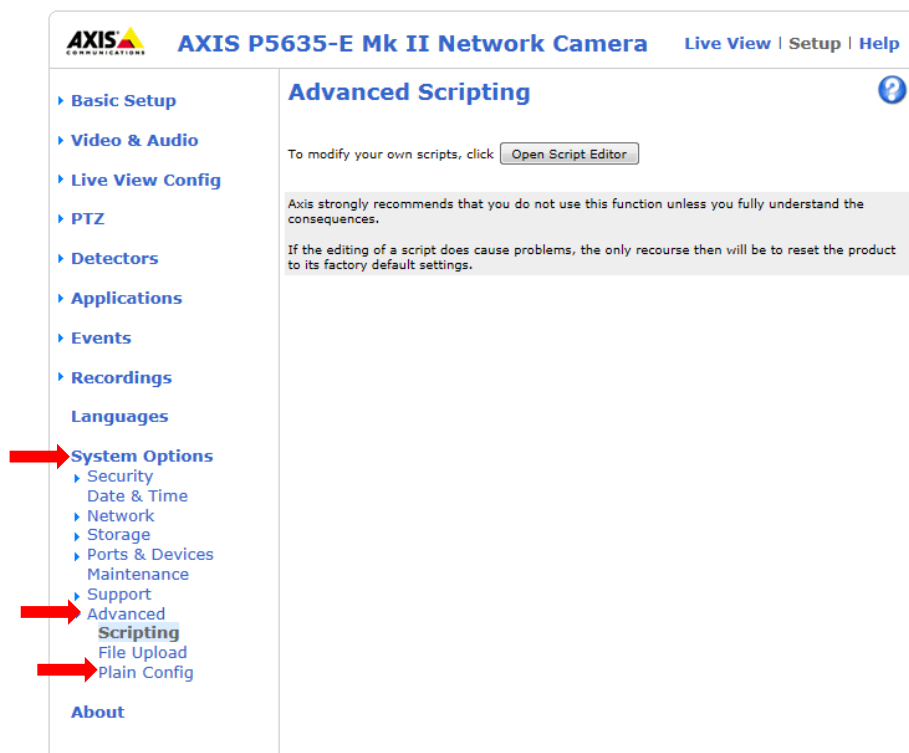 AXIS
COMMUNICATIONS
AXIS P5635-E Mk II Network Camera
Live View | Setup | Help
Basic Setup
Video & Audio
Live View Config
PTZ
Detectors
Applications
Events
Recordings
Languages
System Options
Security
Date & Time
Network
Storage
Ports & Devices
Maintenance
Support
Advanced
Scripting
File Upload
Plain Config
About
Advanced Scripting
?
To modify your own scripts, click Open Script Editor
Axis strongly recommends that you do not use this function unless you fully understand the
consequences.
If the editing of a script does cause problems, the only recourse then will be to reset the product
to its factory default settings.